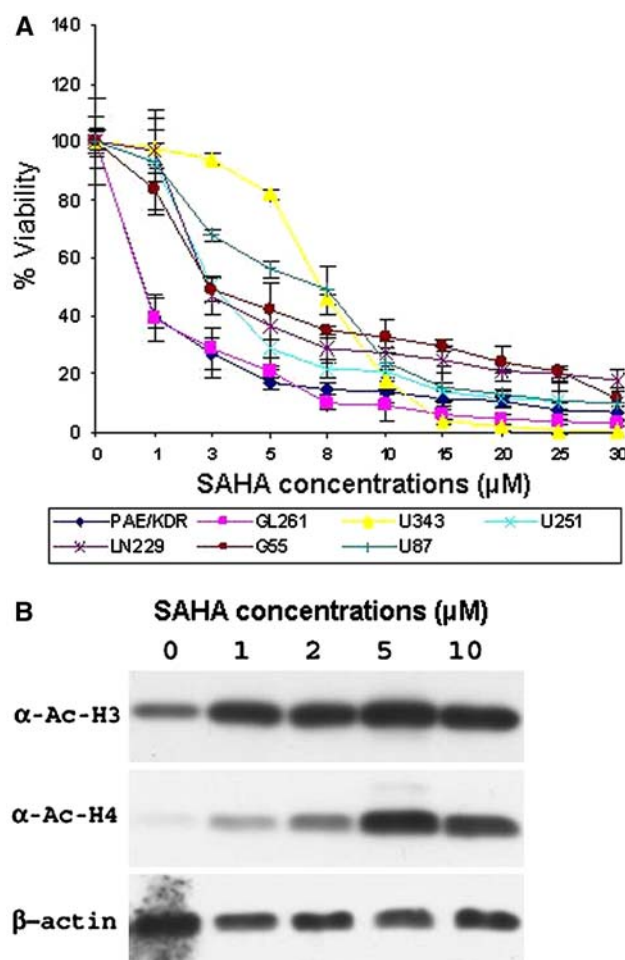 A
140
120
100
80
60
40
20
0
% Viability
0 1 3 5 8 10 15 20 25 30
SAHA concentrations (μM)
PAE/KDR GL261 U343 U251
LN229 G55 U87
B
SAHA concentrations (μM)
0 1 2 5 10
α-Ac-H3
α-Ac-H4
β-actin